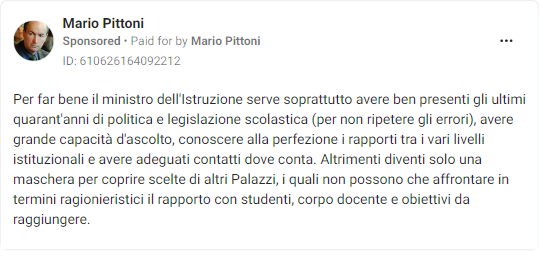 Mario Pittoni
Sponsored • Paid for by Mario Pittoni
ID: 610626164092212
Per far bene il ministro dell'Istruzione serve soprattutto avere ben presenti gli ultimi
quarant'anni di politica e legislazione scolastica (per non ripetere gli errori), avere
grande capacità d'ascolto, conoscere alla perfezione i rapporti tra i vari livelli
istituzionali e avere adeguati contatti dove conta. Altrimenti diventi solo una
maschera per coprire scelte di altri Palazzi, i quali non possono che affrontare in
termini ragionieristici il rapporto con studenti, corpo docente e obiettivi da
raggiungere.